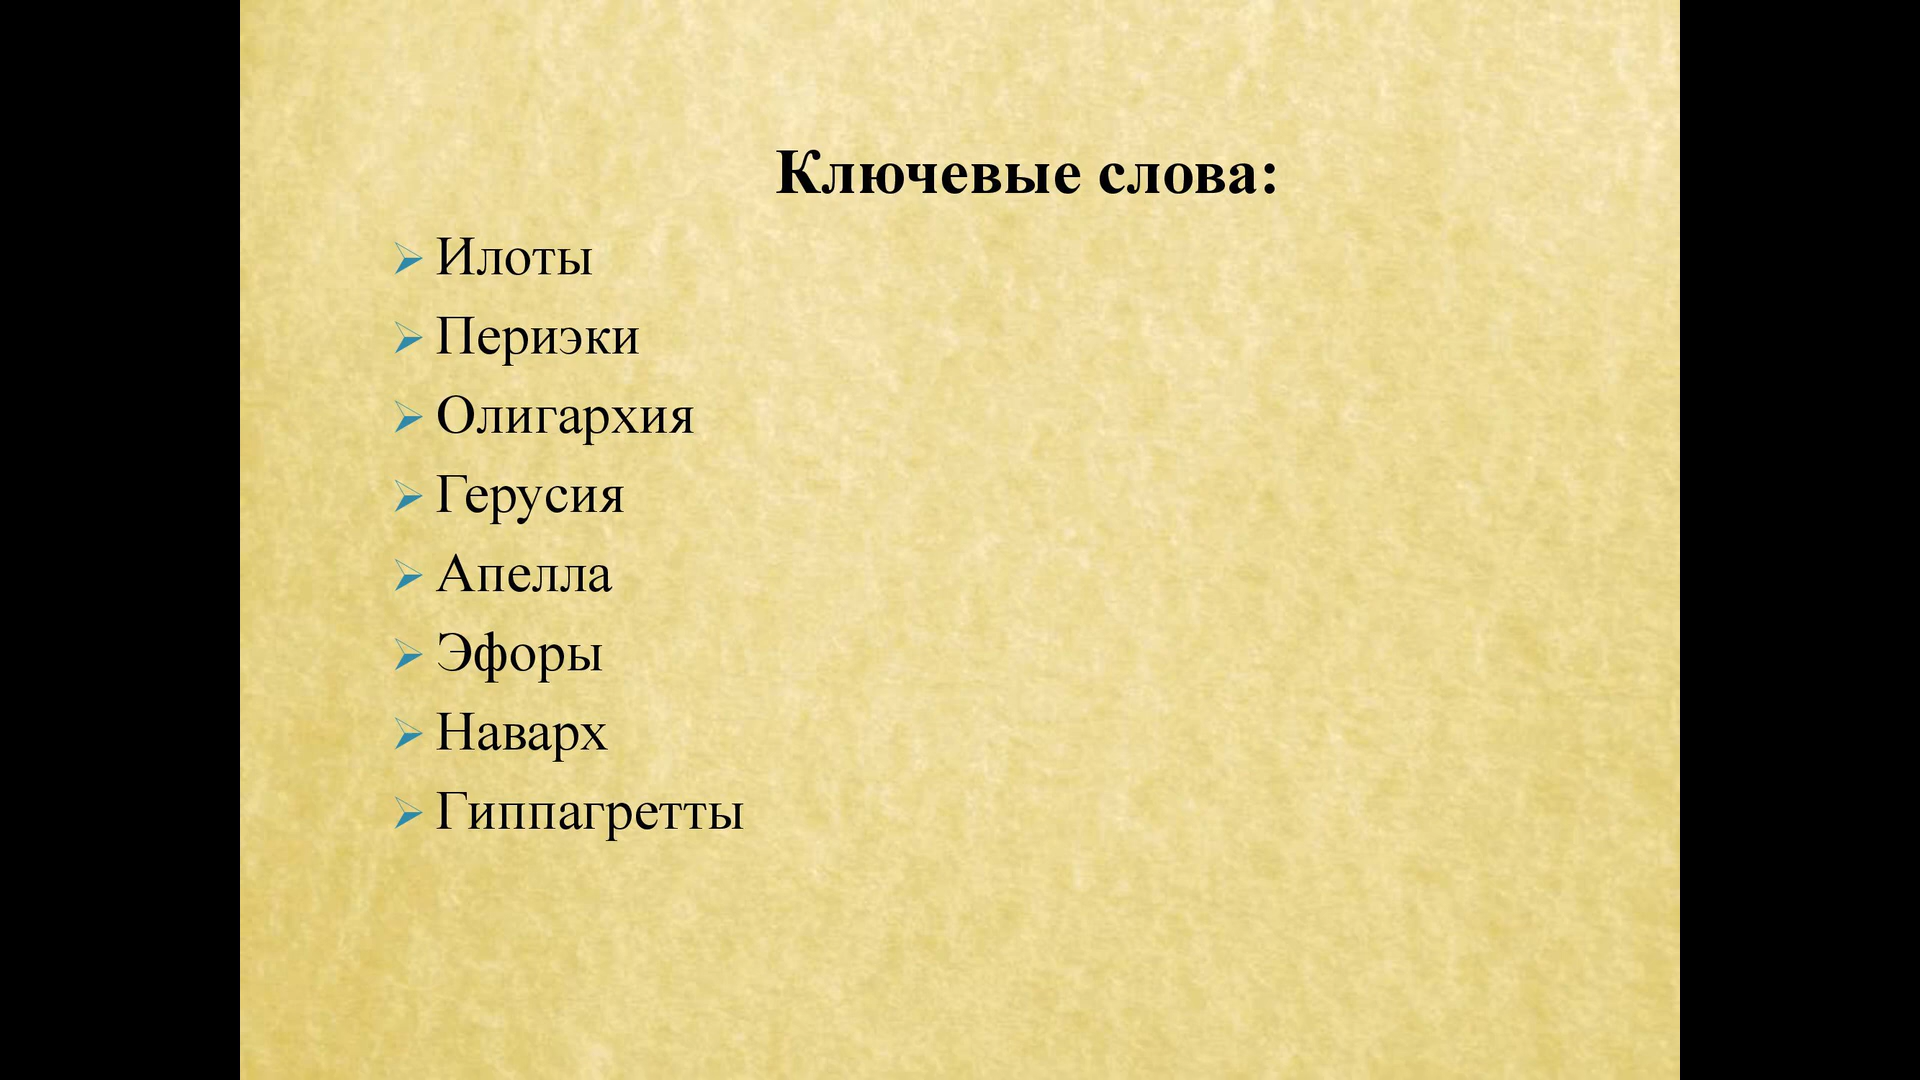 Ключевые слова:
Илоты
Периэки
Олигархия
Герусия
Апелла
Эфоры
Наварх
Гиппагретты